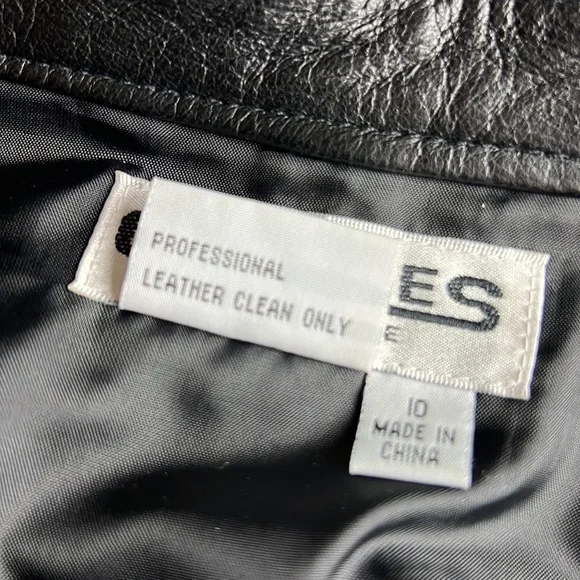 PROFESSIONAL
LEATHER CLEAN ONLY
ES
E
10
MADE IN
CHINA